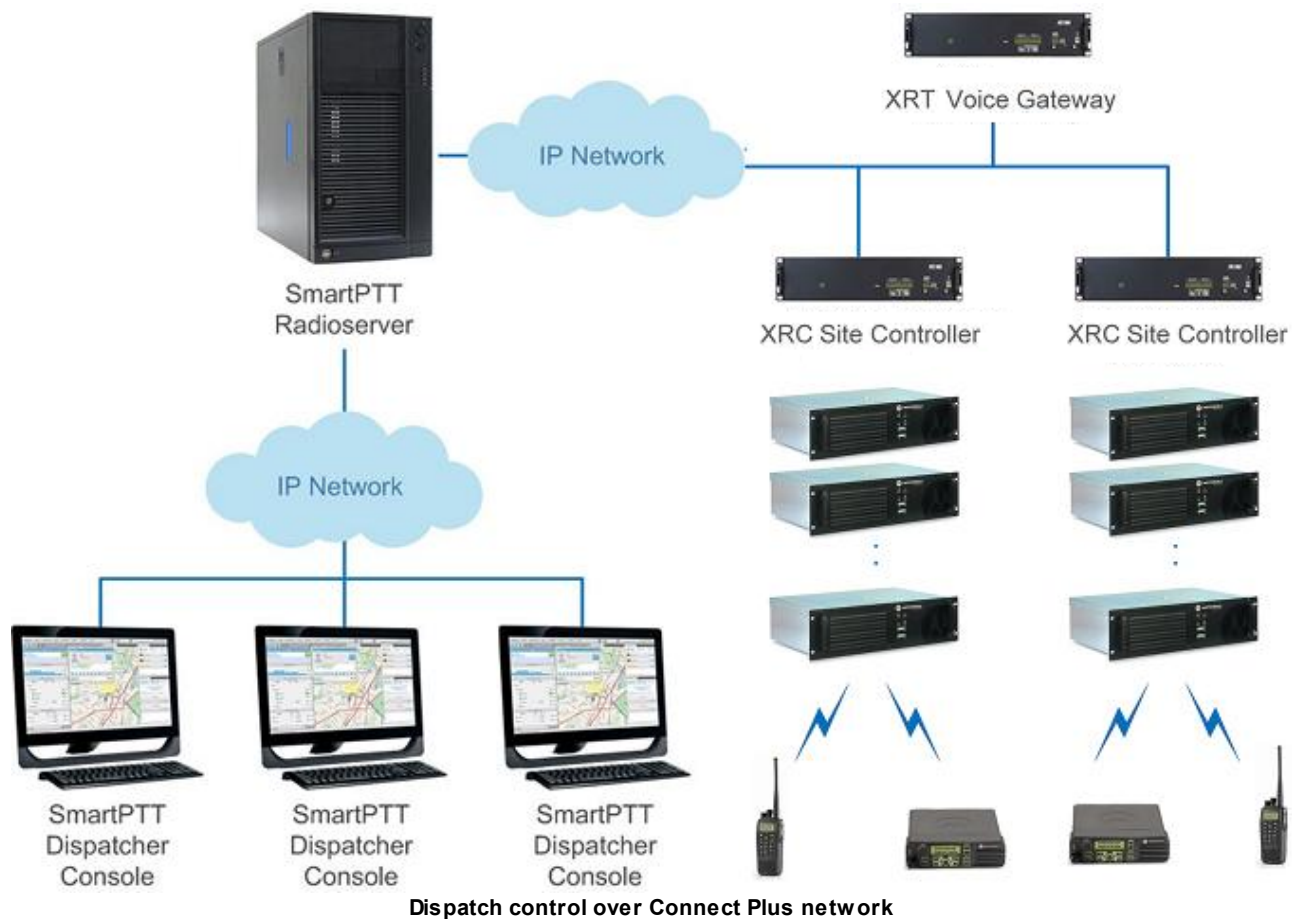 XRT Voice Gateway
IP Network
SmartPTT
Radioserver
XRC Site Controller
XRC Site Controller
IP Network
SmartPTT
Dispatcher
Console
SmartPTT
Dispatcher
Console
SmartPTT
Dispatcher
Console
Dispatch control over Connect Plus network